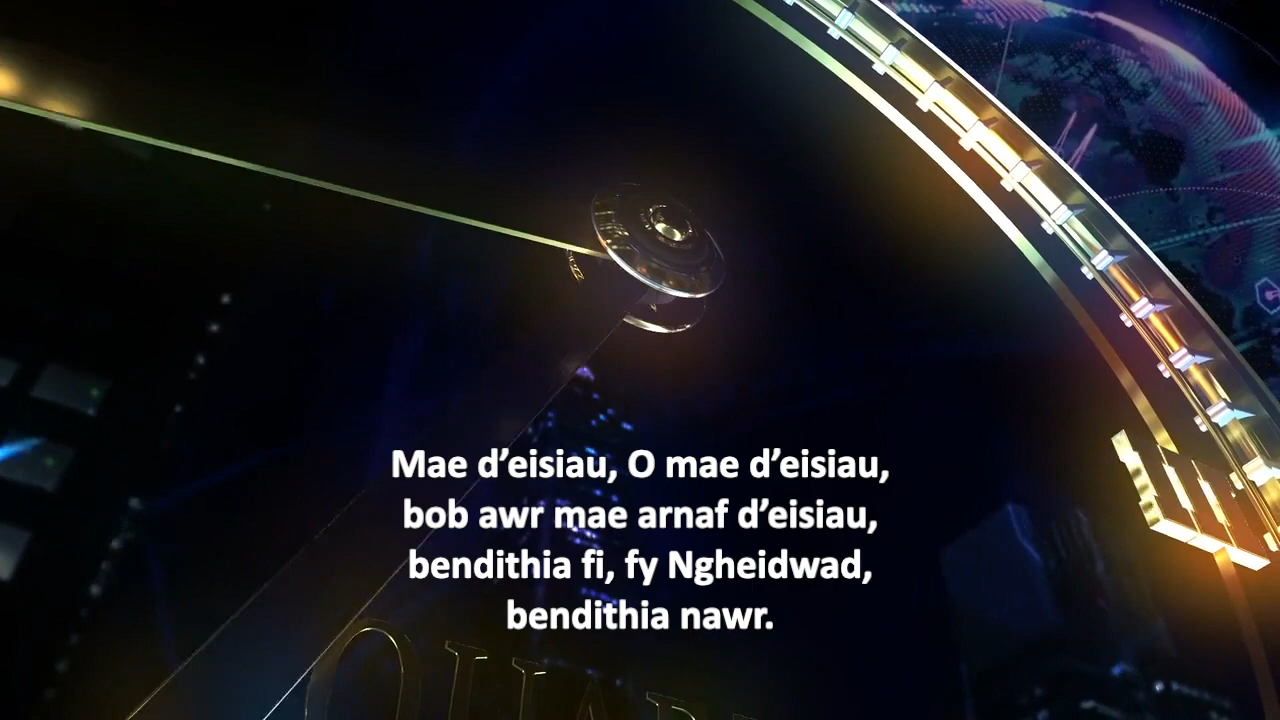 Mae d’eisiau, O mae d’eisiau,
bob awr mae arnaf d’eisiau,
bendithia fi, fy Ngheidwad,
bendithia nawr.